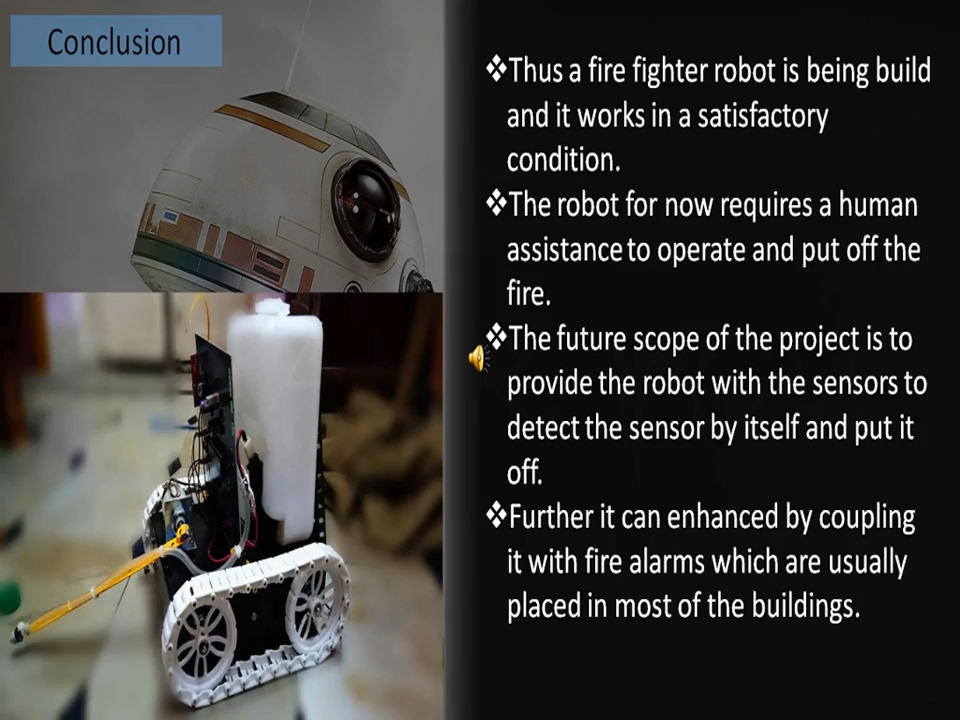 Conclusion
❖Thus a fire fighter robot is being build
and it works in a satisfactory
condition.
❖The robot for now requires a human
assistance to operate and put off the
fire.
❖The future scope of the project is to
provide the robot with the sensors to
detect the sensor by itself and put it
off.
❖Further it can enhanced by coupling
it with fire alarms which are usually
placed in most of the buildings.